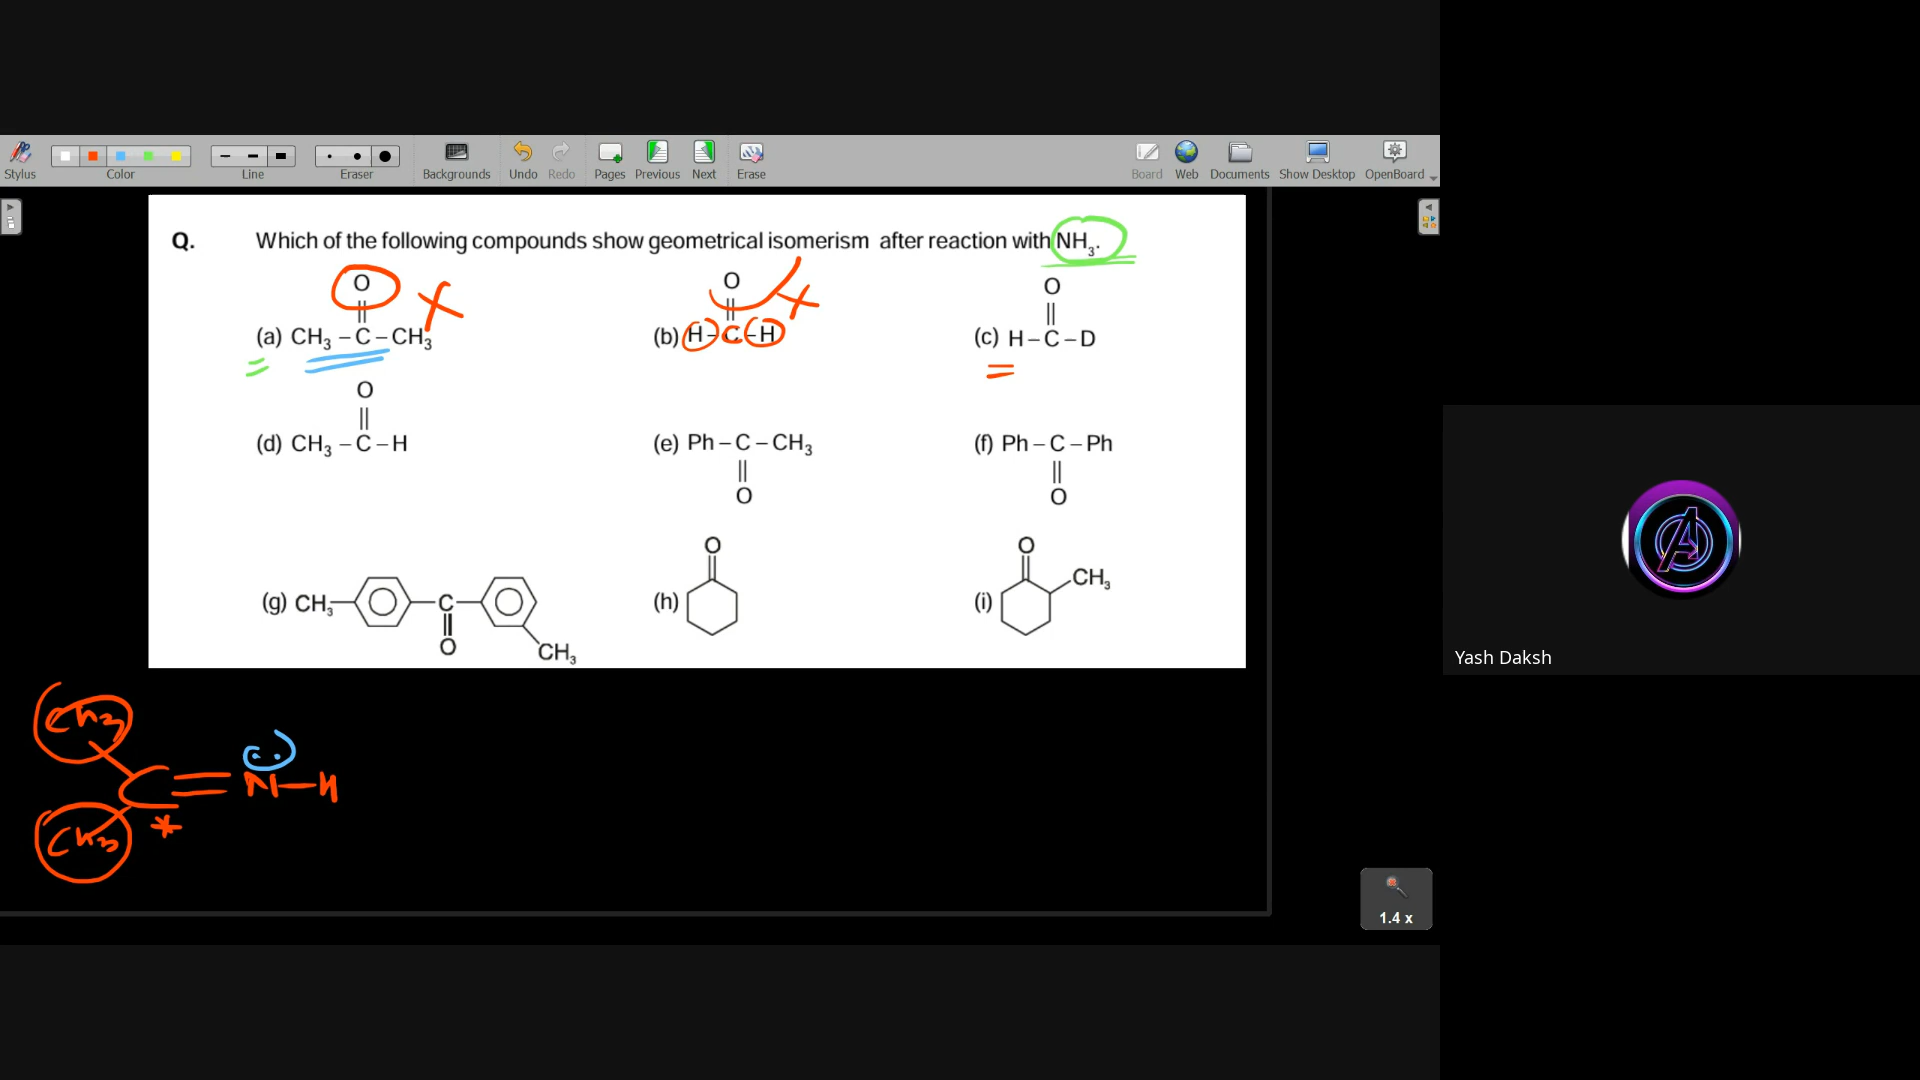 Stylus Color Line Eraser Backgrounds Undo Redo Pages Previous Next Erase Board Web Documents Show Desktop OpenBoard
Q. Which of the following compounds show geometrical isomerism after reaction with NH₃.
O
||
(a) CH₃ – C – CH₃
O
||
(b) H – C – H
O
||
(c) H – C – D
O
||
(d) CH₃ – C – H
(e) Ph – C – CH₃
||
O
(f) Ph – C – Ph
||
O
(g) CH₃ C
O
CH₃
O
(h)
O
CH₃
(i)
CH3
C = N – H
CH3 *
Yash Daksh
1.4 x